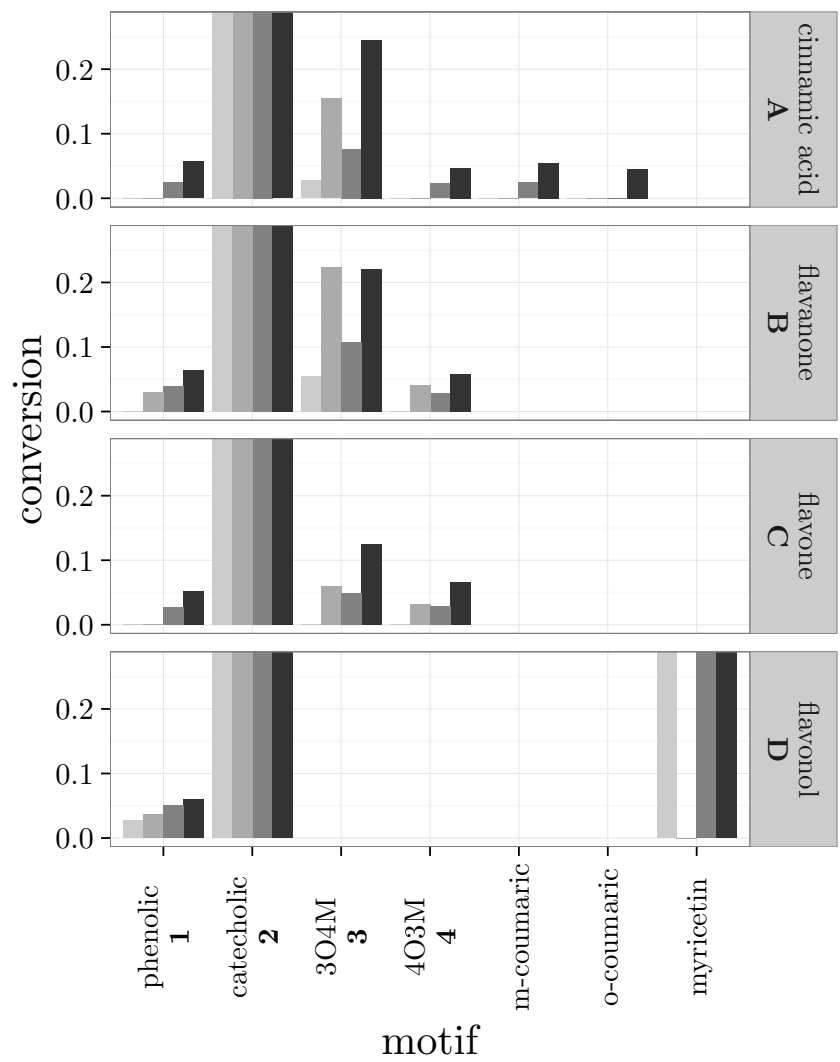 conversion
0.2
0.1
0.0
cinnamic acid
A
0.2
0.1
0.0
flavanone
B
0.2
0.1
0.0
flavone
C
0.2
0.1
0.0
flavonol
D
phenolic
1
catecholic
2
3O4M
3
4O3M
4
m-coumaric
o-coumaric
myricetin
motif